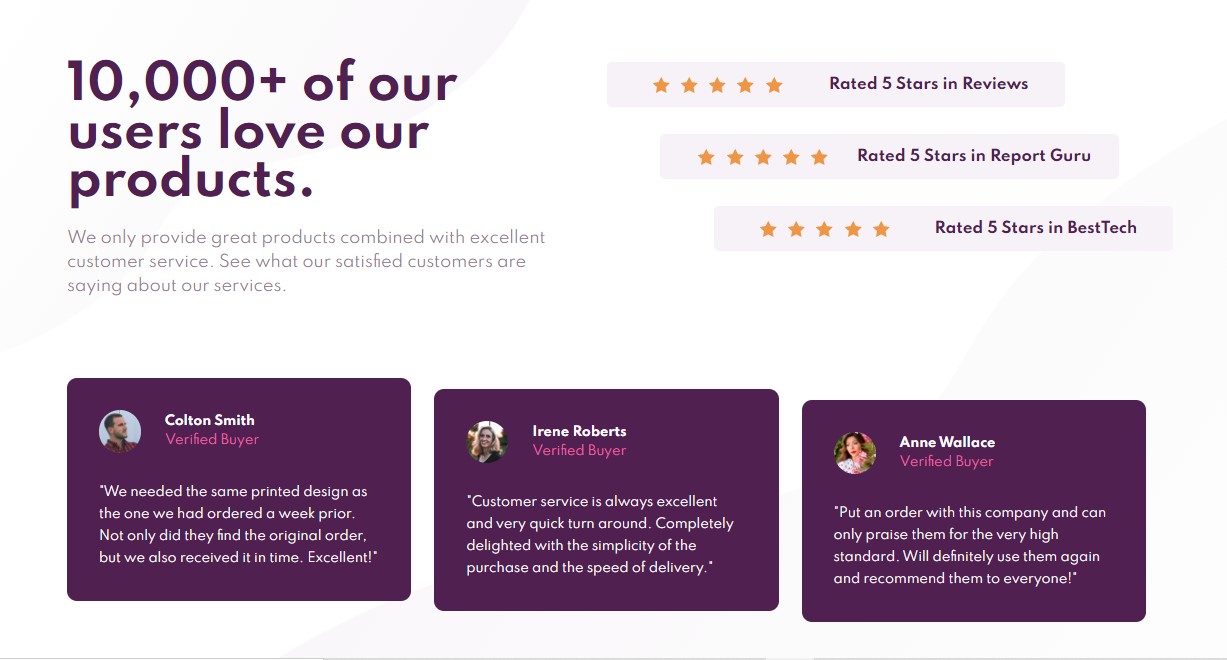 10,000+ of our
users love our
products.
We only provide great products combined with excellent
customer service. See what our satisfied customers are
saying about our services.
Rated 5 Stars in Reviews
Rated 5 Stars in Report Guru
Rated 5 Stars in BestTech
Colton Smith
Verified Buyer
"We needed the same printed design as
the one we had ordered a week prior.
Not only did they find the original order,
but we also received it in time. Excellent!"
Irene Roberts
Verified Buyer
"Customer service is always excellent
and very quick turn around. Completely
delighted with the simplicity of the
purchase and the speed of delivery."
Anne Wallace
Verified Buyer
"Put an order with this company and can
only praise them for the very high
standard. Will definitely use them again
and recommend them to everyone!"